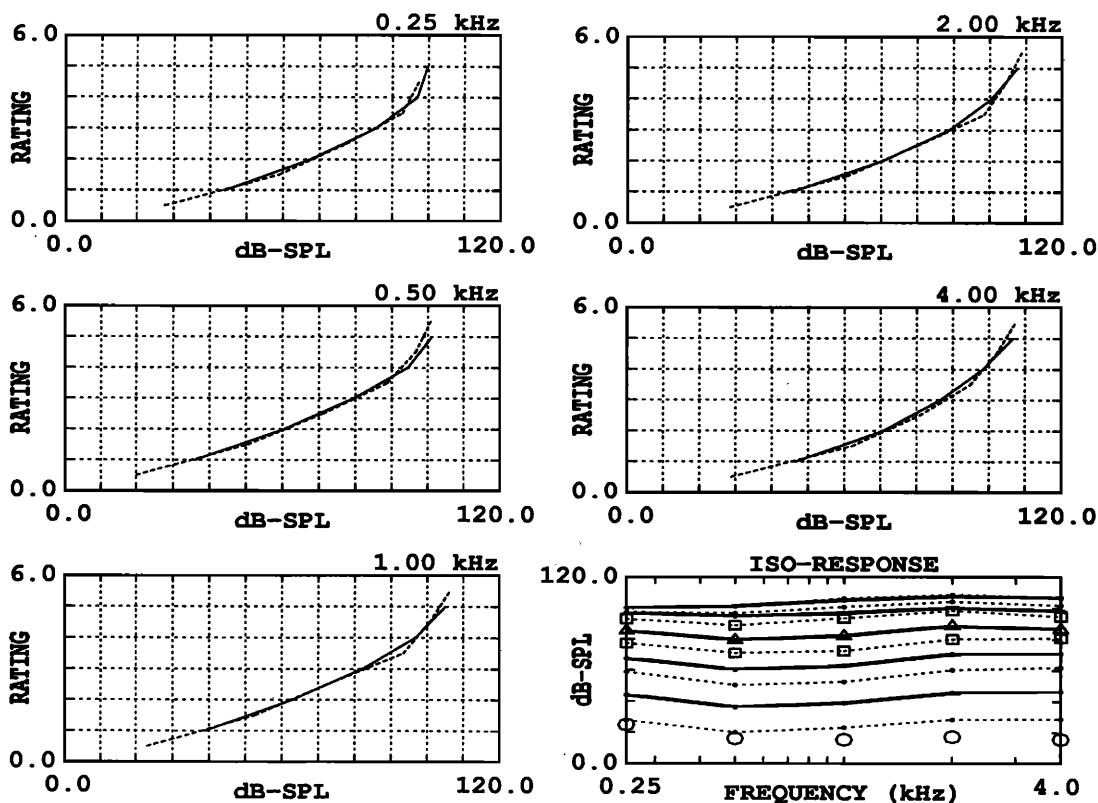 0.25 kHz
6.0
RATING
0.0
0.0 dB-SPL 120.0
2.00 kHz
6.0
RATING
0.0
0.0 dB-SPL 120.0
0.50 kHz
6.0
RATING
0.0
0.0 dB-SPL 120.0
4.00 kHz
6.0
RATING
0.0
0.0 dB-SPL 120.0
1.00 kHz
6.0
RATING
0.0
0.0 dB-SPL 120.0
ISO-RESPONSE
120.0
dB-SPL
0.0
0.25 FREQUENCY (kHz) 4.0